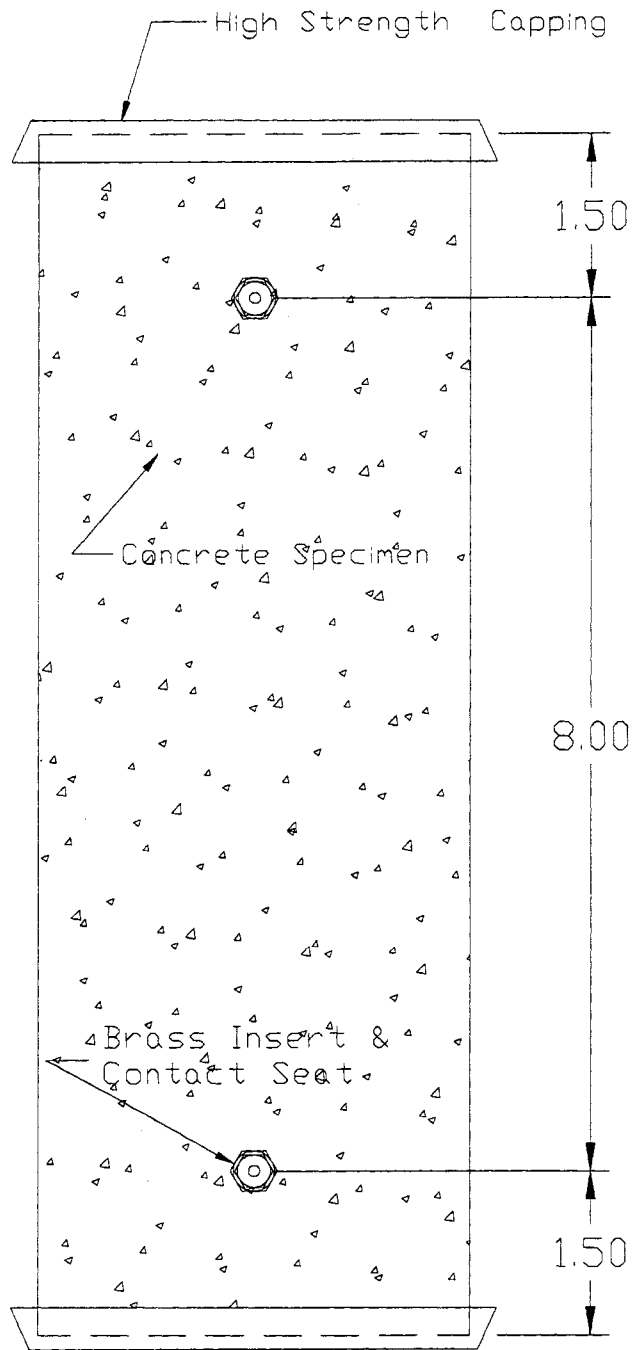 High Strength Capping
1.50
Concrete Specimen
8.00
Brass Insert &
Contact Seat
1.50